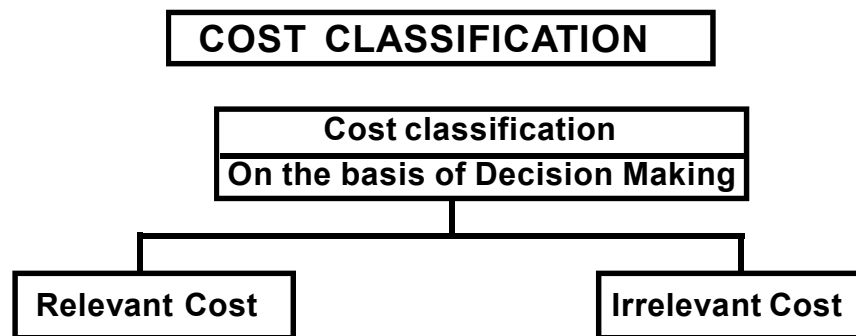 COST CLASSIFICATION
Cost classification
On the basis of Decision Making
Relevant Cost
Irrelevant Cost